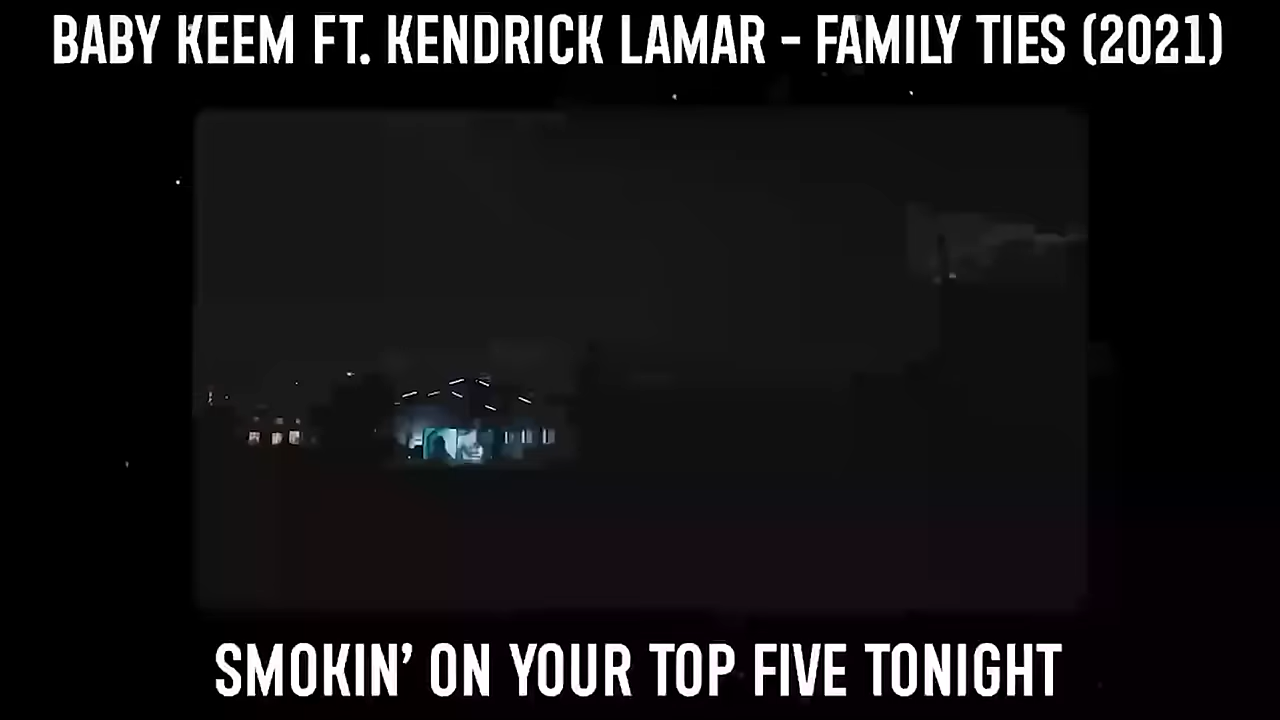 BABY KEEM FT. KENDRICK LAMAR - FAMILY TIES (2021)
SMOKIN' ON YOUR TOP FIVE TONIGHT